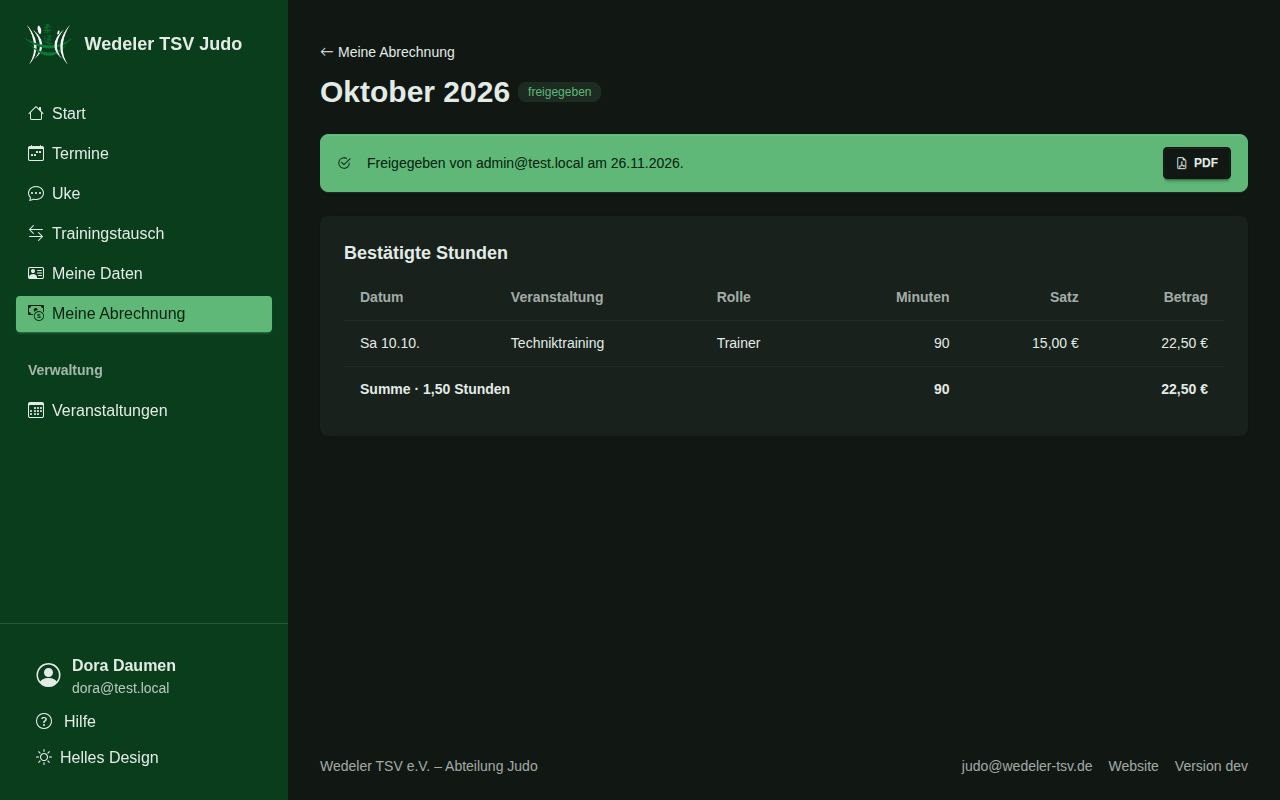 Wedeler TSV Judo
Start
Termine
Uke
Trainingstausch
Meine Daten
Meine Abrechnung
Verwaltung
Veranstaltungen
Dora Daumen
dora@test.local
Hilfe
Helles Design
← Meine Abrechnung
Oktober 2026 freigegeben
Freigegeben von admin@test.local am 26.11.2026. PDF
Bestätigte Stunden
Datum Veranstaltung Rolle Minuten Satz Betrag
Sa 10.10. Techniktraining Trainer 90 15,00 € 22,50 €
Summe · 1,50 Stunden 90 22,50 €
Wedeler TSV e.V. – Abteilung Judo judo@wedeler-tsv.de Website Version dev